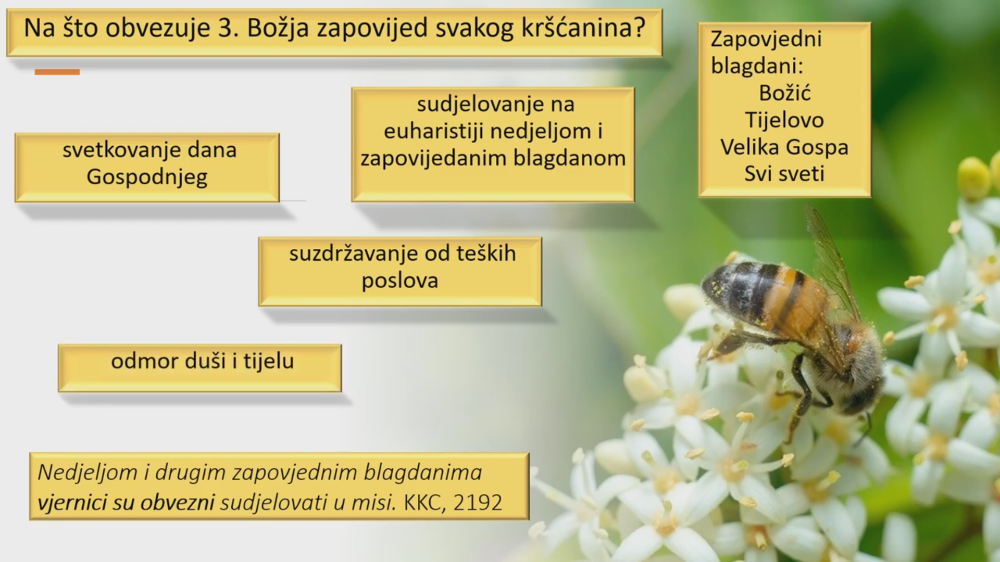 Na što obvezuje 3. Božja zapovijed svakog kršćanina?
Zapovjedni
blagdani:
Božić
Tijelovo
Velika Gospa
Svi sveti
sudjelovanje na
euharistiji nedjeljom i
zapovijedanim blagdanom
svetkovanje dana
Gospodnjeg
suzdržavanje od teških
poslova
odmor duši i tijelu
Nedjeljom i drugim zapovjednim blagdanima
vjernici su obvezni sudjelovati u misi. KKC, 2192